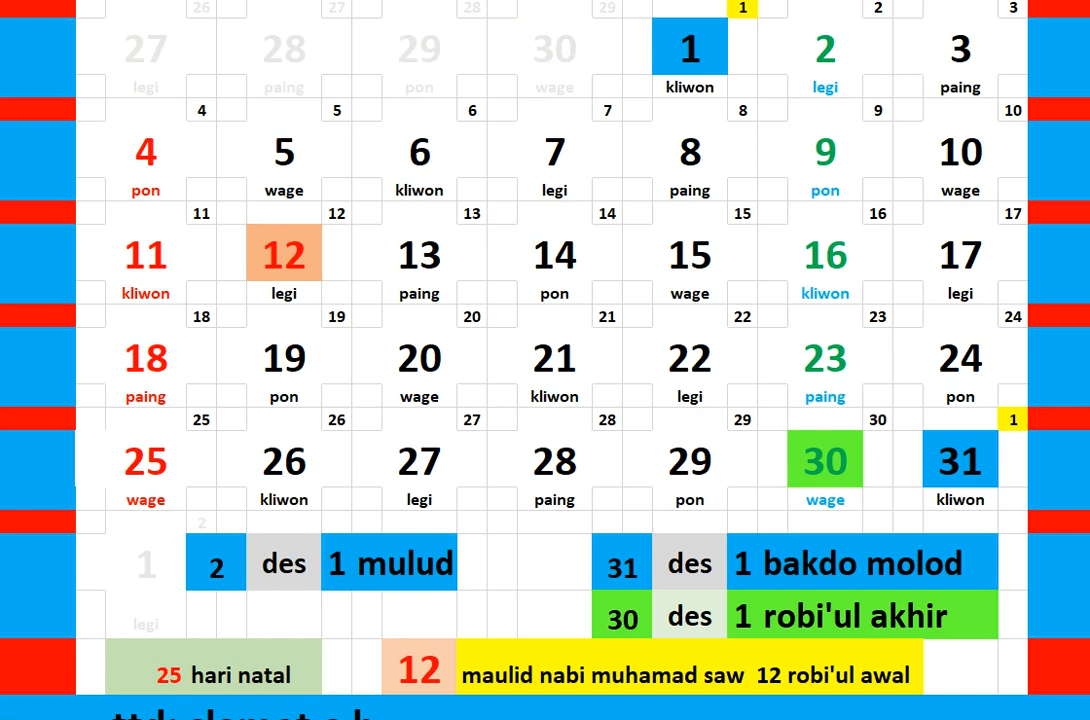 26 27 28 29 1 2 3
27 28 29 30 1 2 3
legi paing pon wage kliwon legi paing
4 5 6 7 8 9 10
4 5 6 7 8 9 10
pon wage kliwon legi paing pon wage
11 12 13 14 15 16 17
11 12 13 14 15 16 17
kliwon legi paing pon wage kliwon legi
18 19 20 21 22 23 24
18 19 20 21 22 23 24
paing pon wage kliwon legi paing pon
25 26 27 28 29 30 1
25 26 27 28 29 30 31
wage kliwon legi paing pon wage kliwon
2
1 2 des 1 mulud 31 des 1 bakdo molod
legi 30 des 1 robi'ul akhir
25 hari natal 12 maulid nabi muhamad saw 12 robi'ul awal